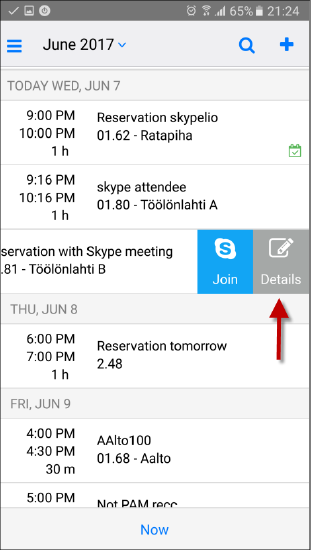 65% 21:24
June 2017
TODAY WED, JUN 7
9:00 PM Reservation skypelio
10:00 PM 01.62 - Ratapiha
1 h
9:16 PM skype attendee
10:16 PM 01.80 - Töölönlahti A
1 h
servation with Skype meeting
.81 - Töölönlahti B
Join Details
THU, JUN 8
6:00 PM Reservation tomorrow
7:00 PM 2.48
1 h
FRI, JUN 9
4:00 PM AAlto100
4:30 PM 01.68 - Aalto
30 m
5:00 PM Not PAM recc
Now